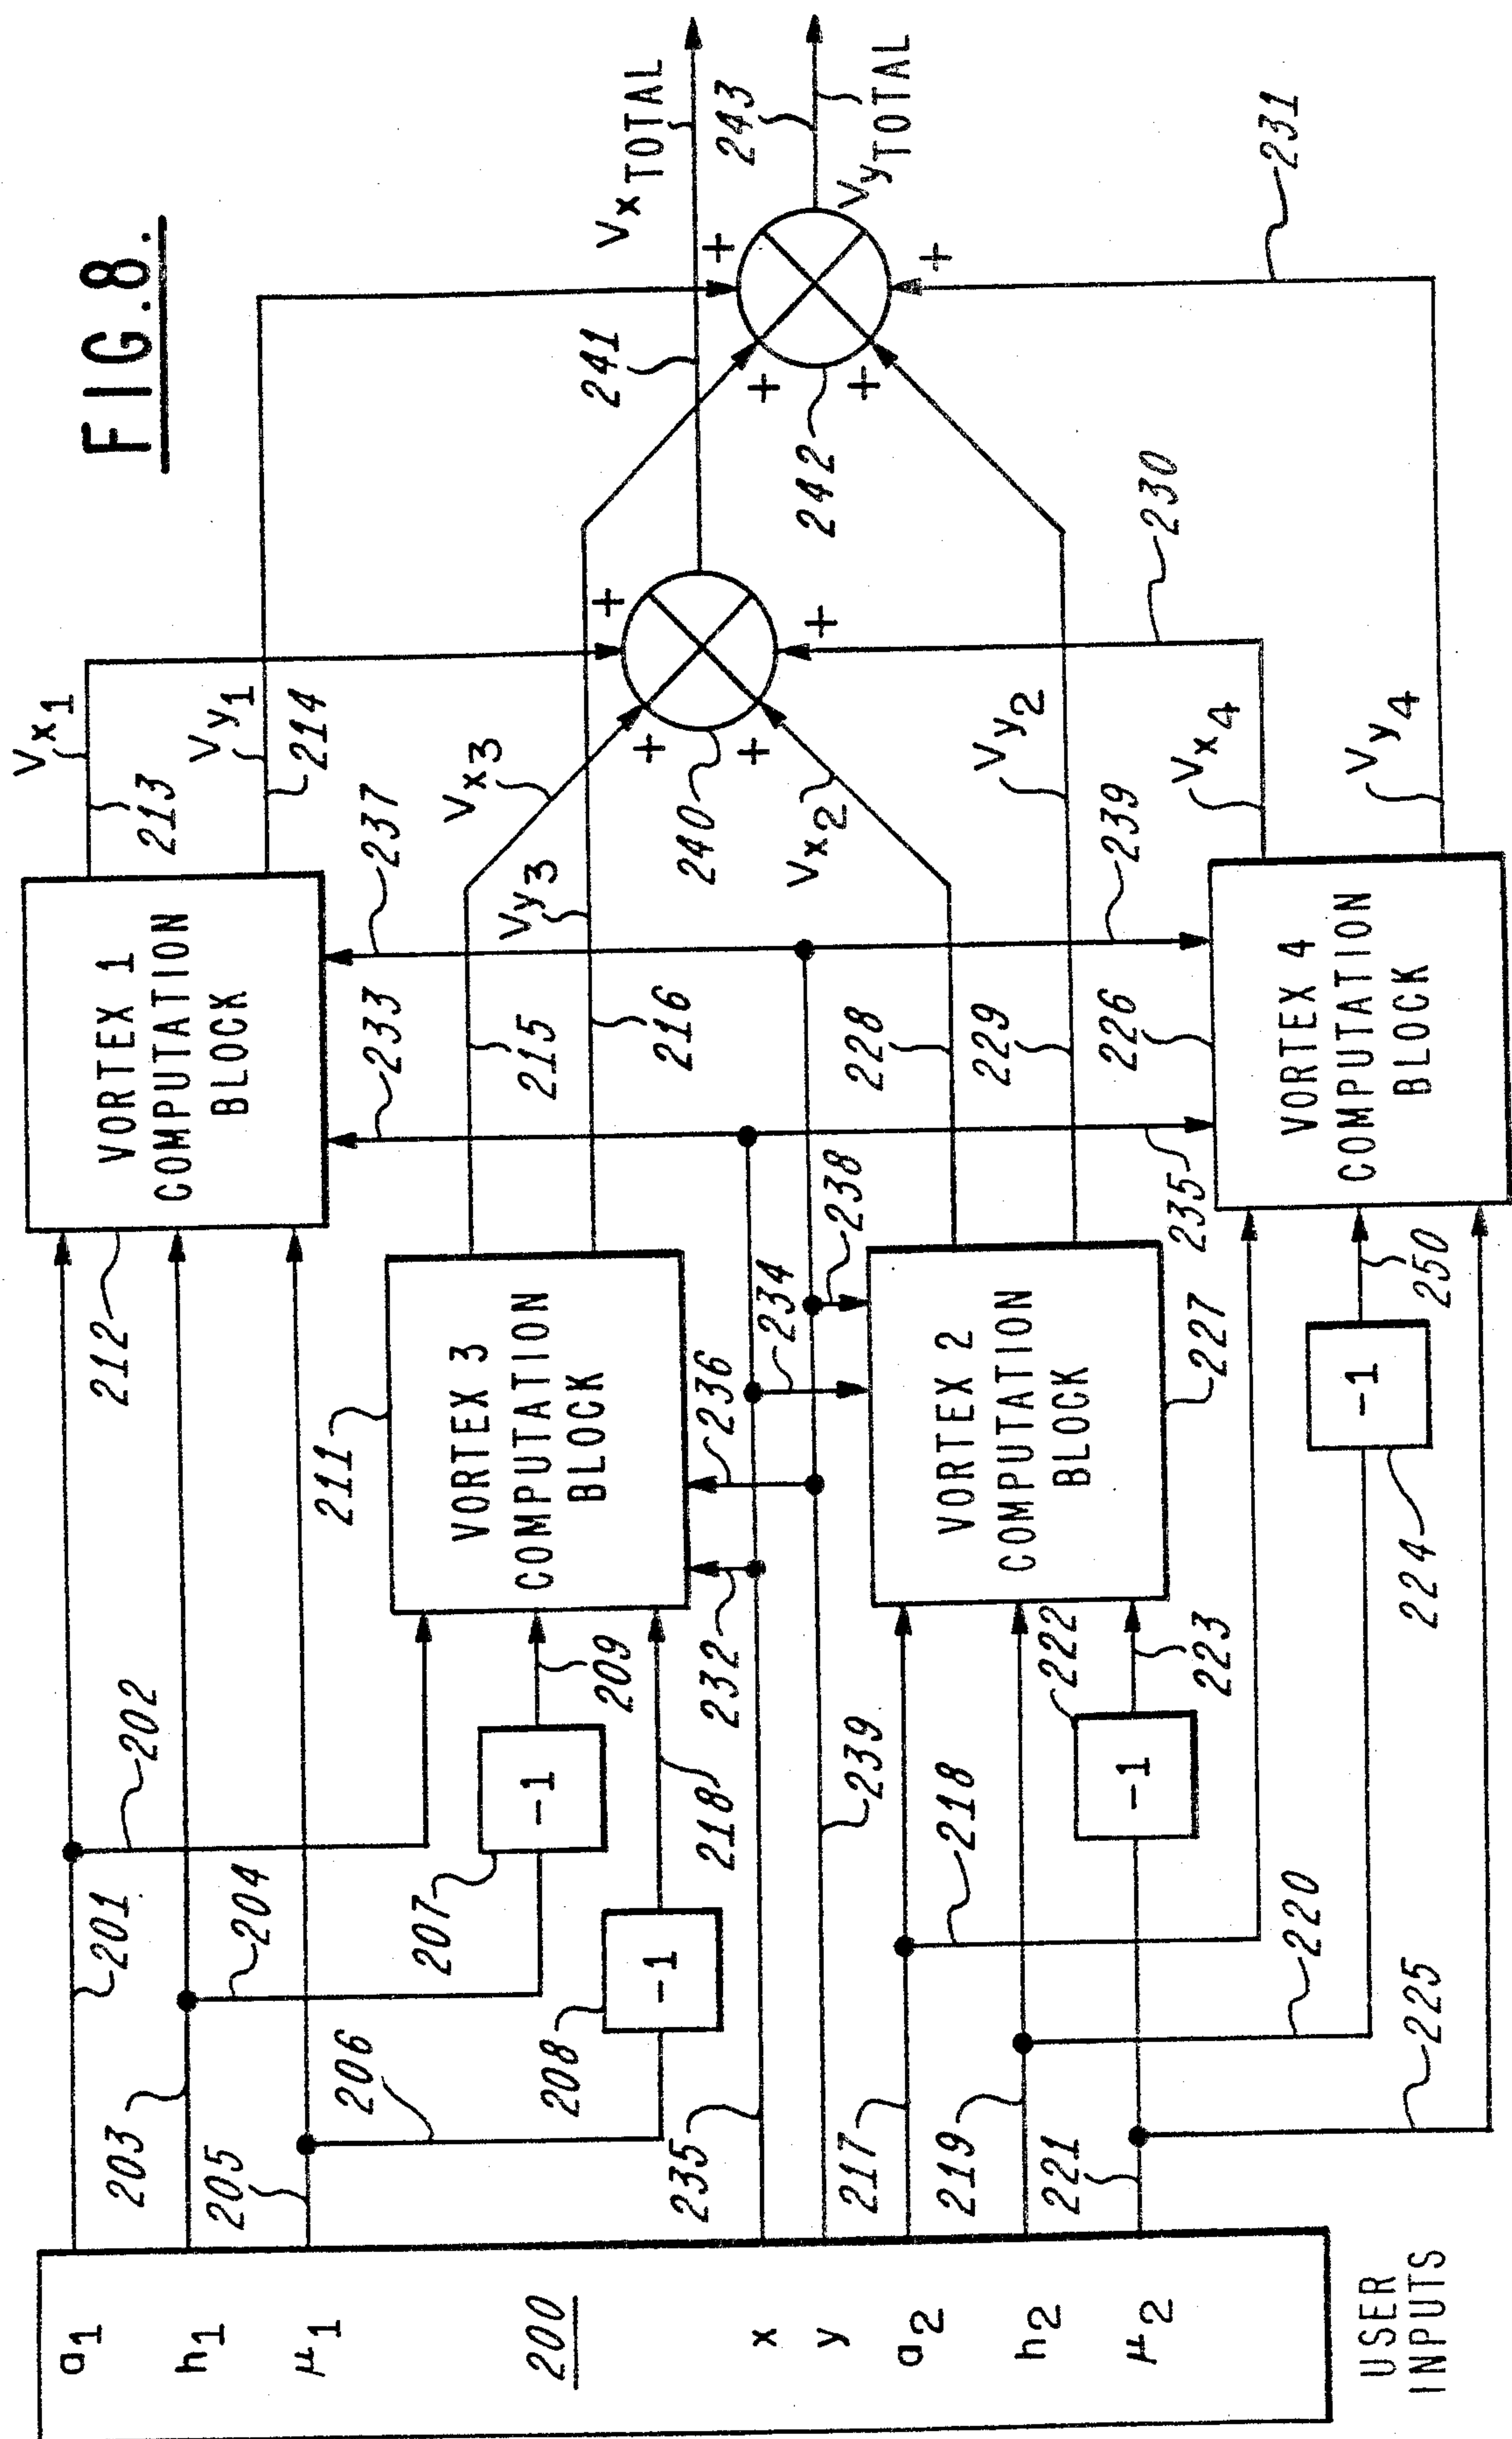 FIG.8.
a1
h1
μ1
200
x
y
a2
h2
μ2
USER
INPUTS
201
202
203
204
205
206
207
208
209
218
-1
-1
211
212
VORTEX 1
COMPUTATION
BLOCK
VORTEX 3
COMPUTATION
BLOCK
VORTEX 2
COMPUTATION
BLOCK
VORTEX 4
COMPUTATION
BLOCK
235
239
232
236
234
238
233
237
235
239
217
218
219
220
221
222
223
-1
224
-1
225
226
227
250
Vx1
213
Vy1
214
Vx3
215
Vy3
216
Vx2
228
Vy2
229
Vx4
230
Vy4
231
240
+
+
+
+
241
VxTOTAL
242
+
+
+
+
243
VyTOTAL